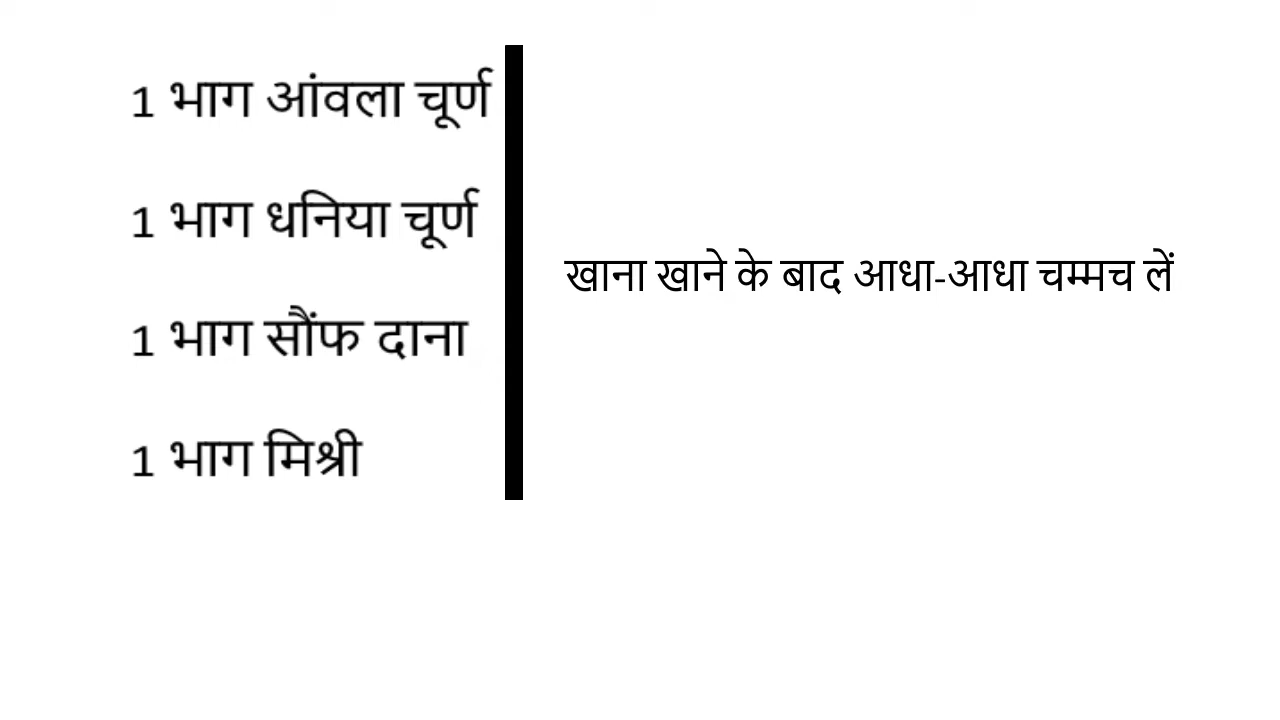 1 भाग आंवला चूर्ण
1 भाग धनिया चूर्ण
1 भाग सौंफ दाना
1 भाग मिश्री
खाना खाने के बाद आधा-आधा चम्मच लें